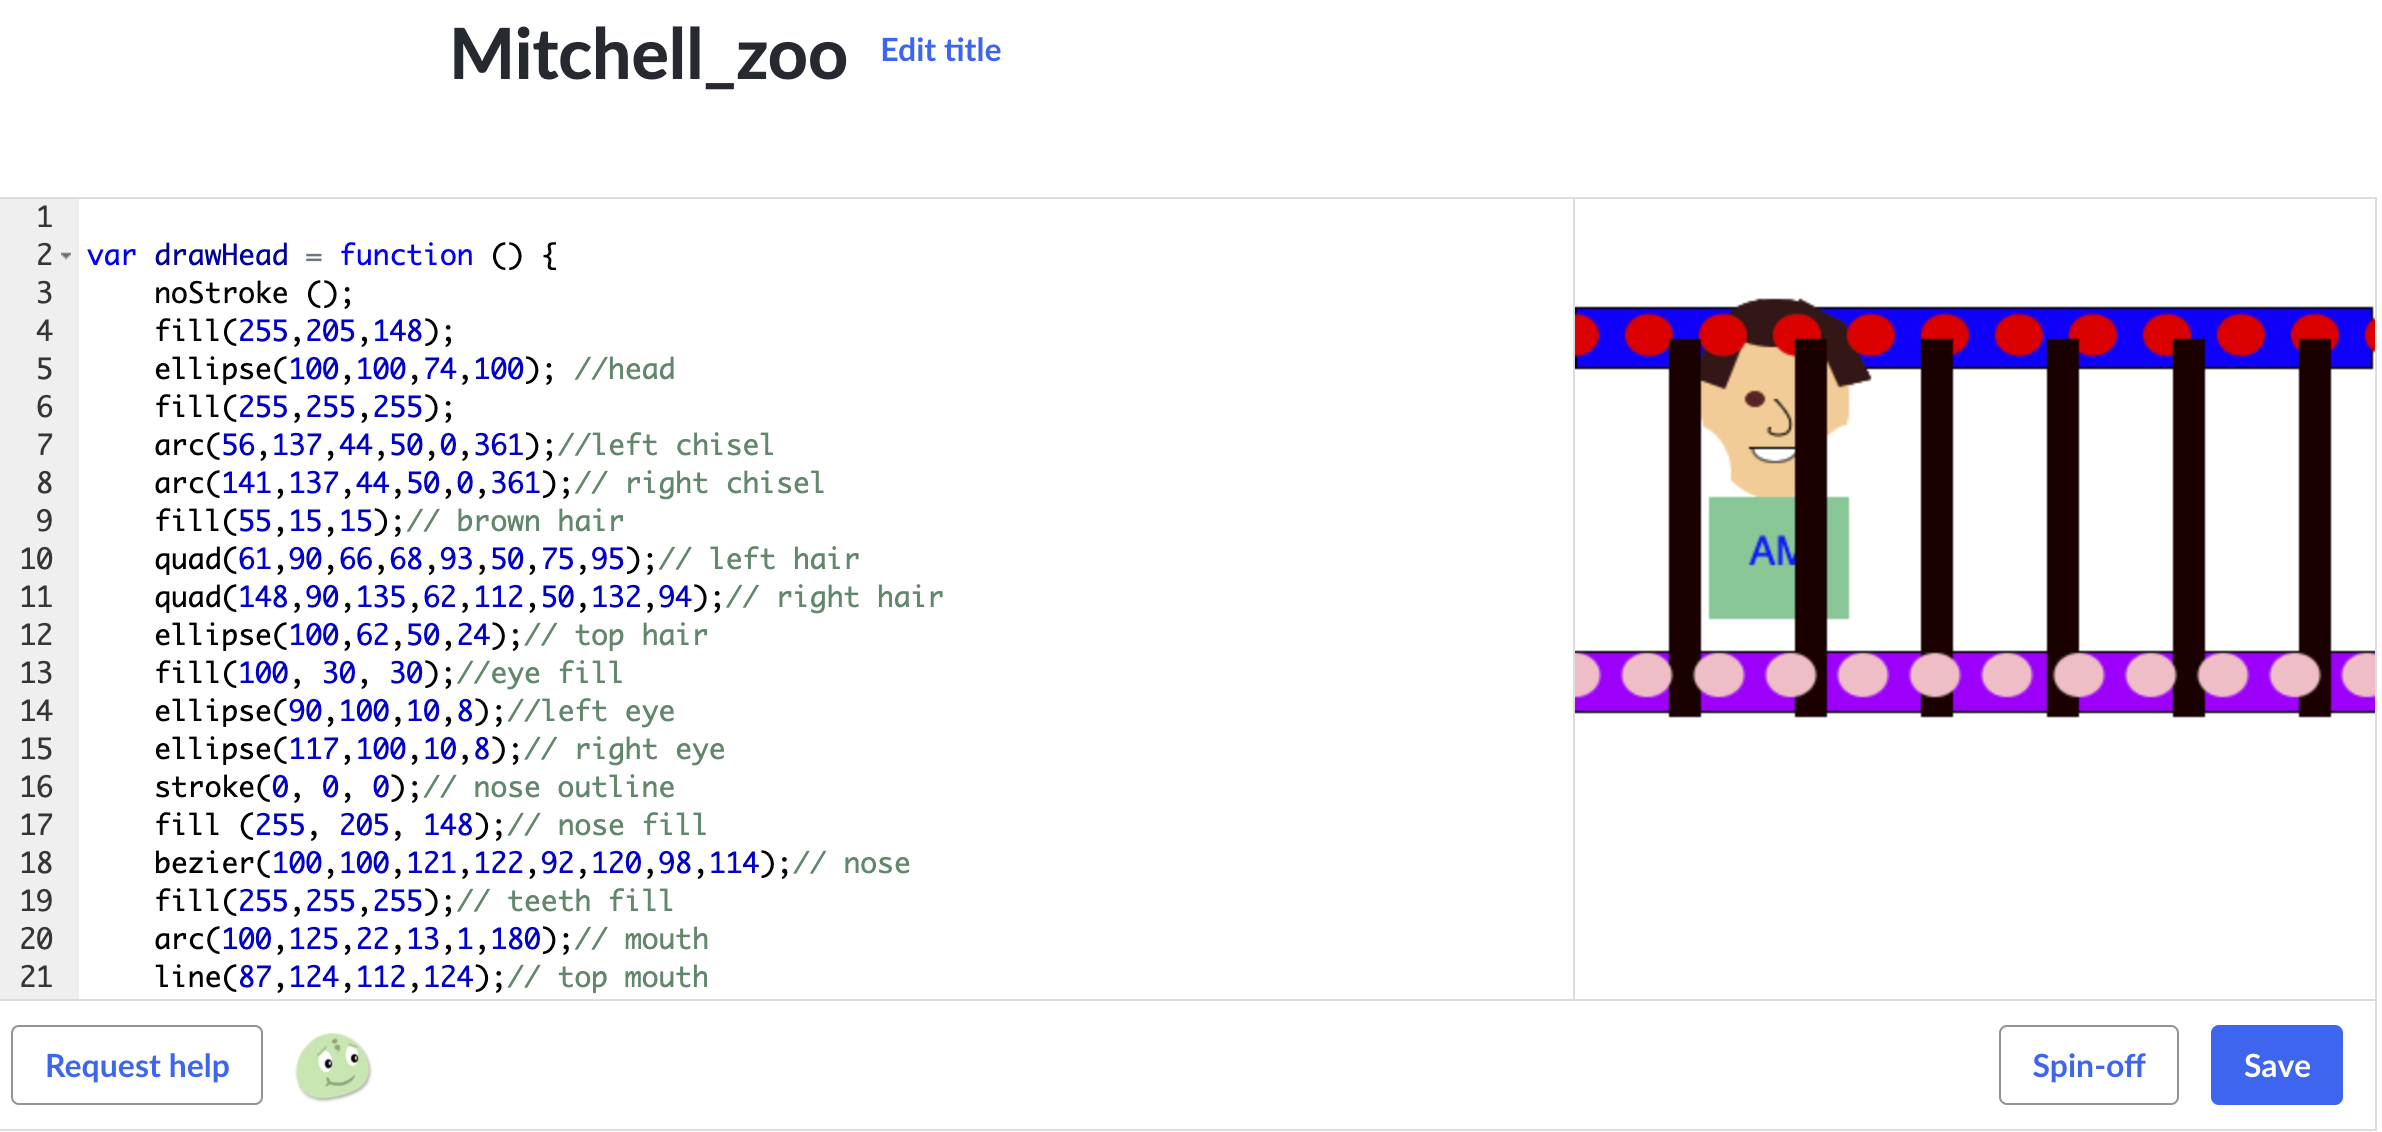 Mitchell_zoo Edit title
1
2 var drawHead = function () {
3 noStroke ();
4 fill(255,205,148);
5 ellipse(100,100,74,100); //head
6 fill(255,255,255);
7 arc(56,137,44,50,0,361);//left chisel
8 arc(141,137,44,50,0,361);// right chisel
9 fill(55,15,15);// brown hair
10 quad(61,90,66,68,93,50,75,95);// left hair
11 quad(148,90,135,62,112,50,132,94);// right hair
12 ellipse(100,62,50,24);// top hair
13 fill(100, 30, 30);//eye fill
14 ellipse(90,100,10,8);//left eye
15 ellipse(117,100,10,8);// right eye
16 stroke(0, 0, 0);// nose outline
17 fill (255, 205, 148);// nose fill
18 bezier(100,100,121,122,92,120,98,114);// nose
19 fill(255,255,255);// teeth fill
20 arc(100,125,22,13,1,180);// mouth
21 line(87,124,112,124);// top mouth
AM
Request help
Spin-off
Save